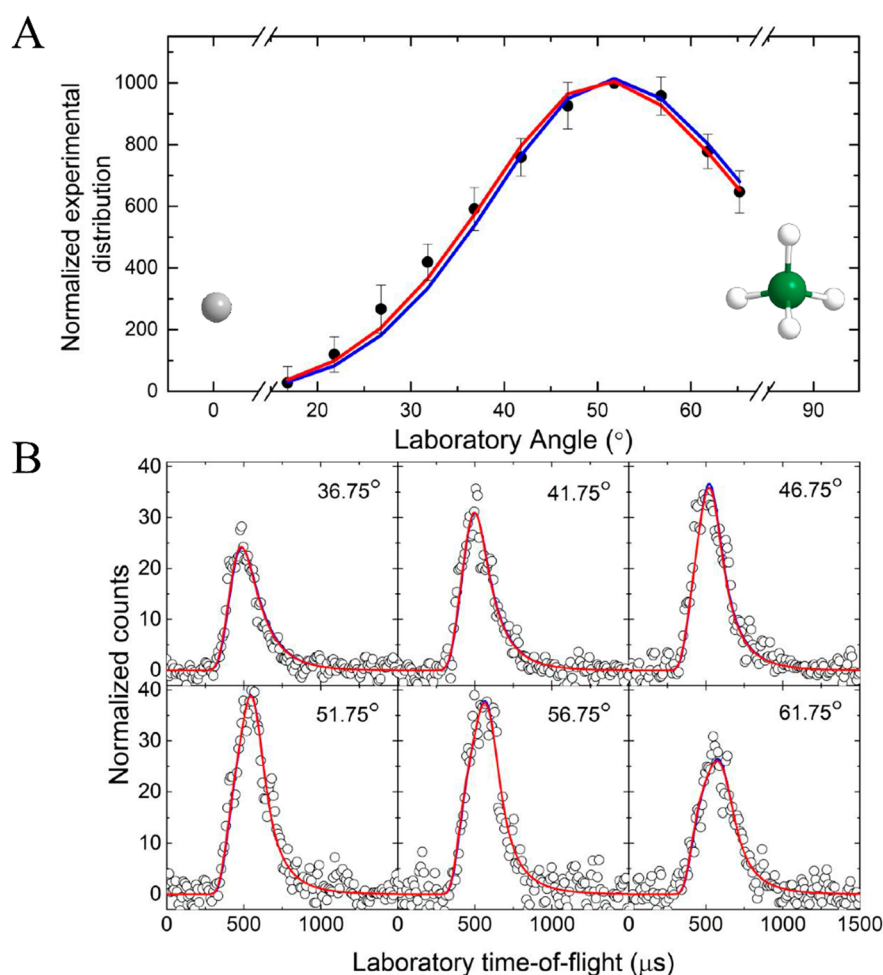 A
Normalized experimental
distribution
1000
800
600
400
200
0
0 20 30 40 50 60 90
Laboratory Angle (°)
B
Normalized counts
40
30
20
10
0
36.75°
41.75°
46.75°
40
30
20
10
0
51.75°
56.75°
61.75°
0 500 1000 0 500 1000 0 500 1000 1500
Laboratory time-of-flight (μs)